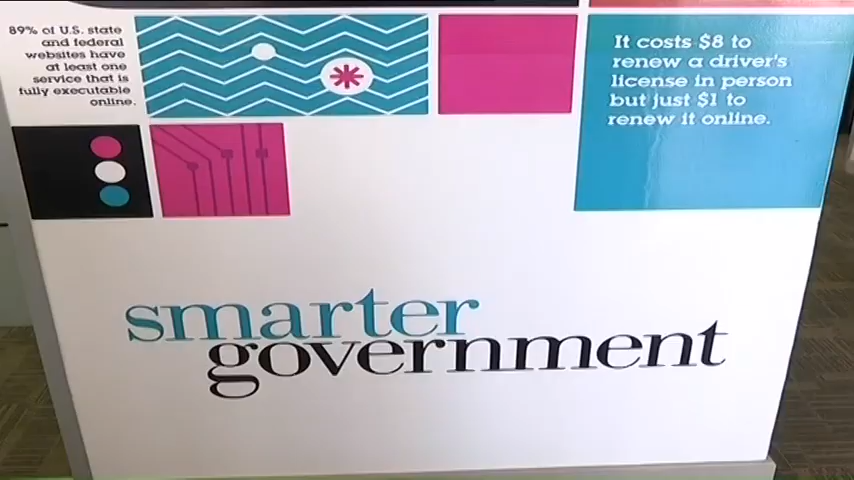 89% of U.S. state
and federal
websites have
at least one
service that is
fully executable
online.
It costs $8 to
renew a driver's
license in person
but just $1 to
renew it online.
smarter
government